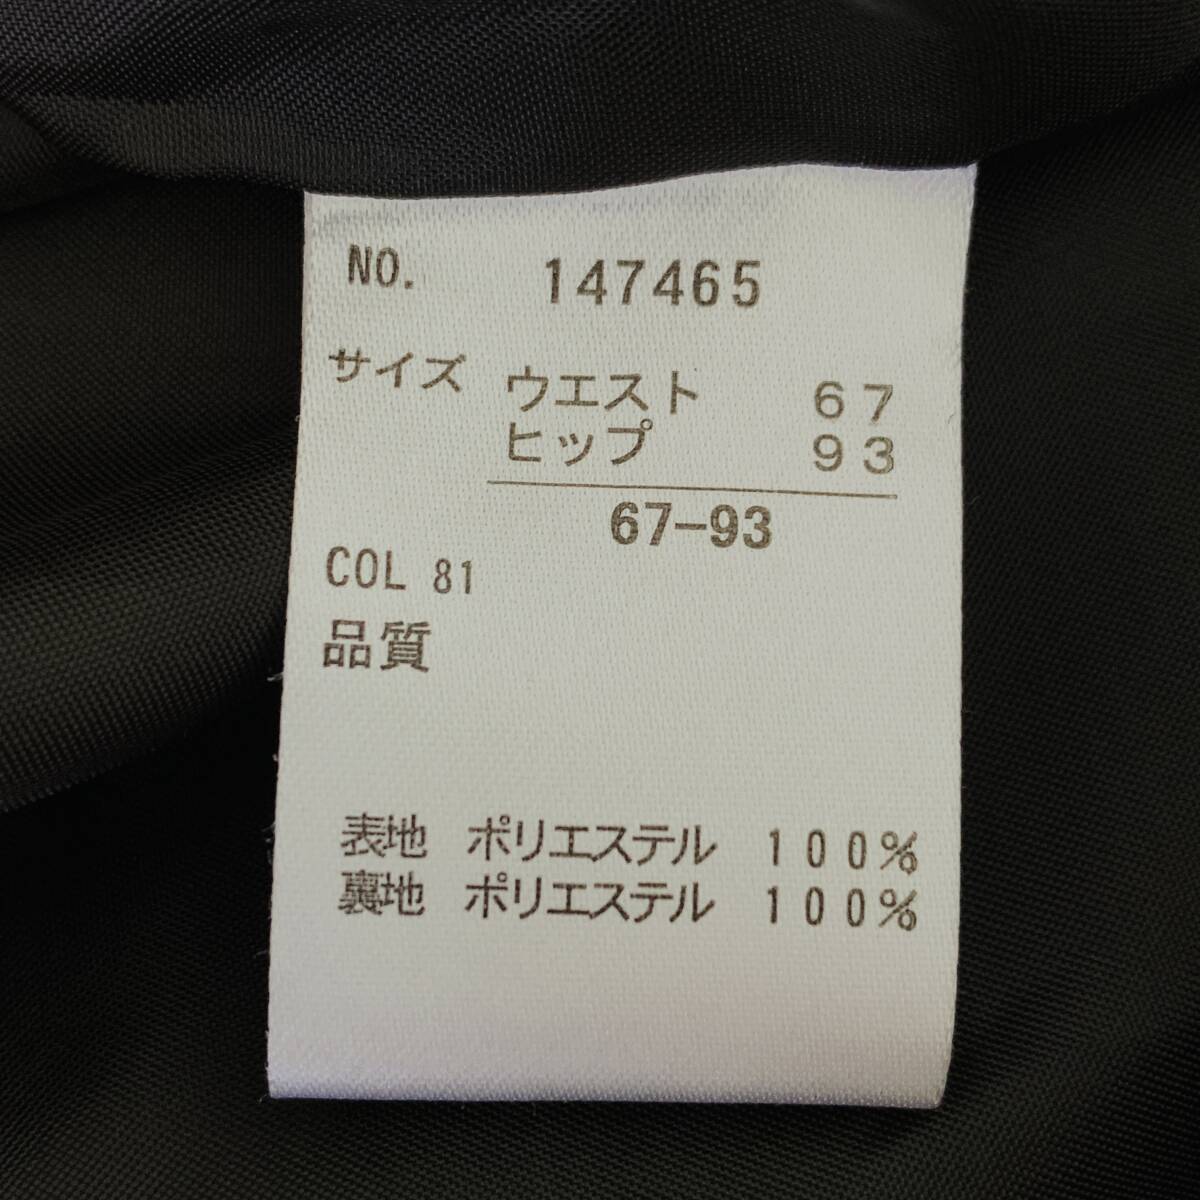 NO. 147465
サイズ ウエスト 67
ヒップ 93
67-93
COL 81
品質
表地 ポリエステル 100%
裏地 ポリエステル 100%